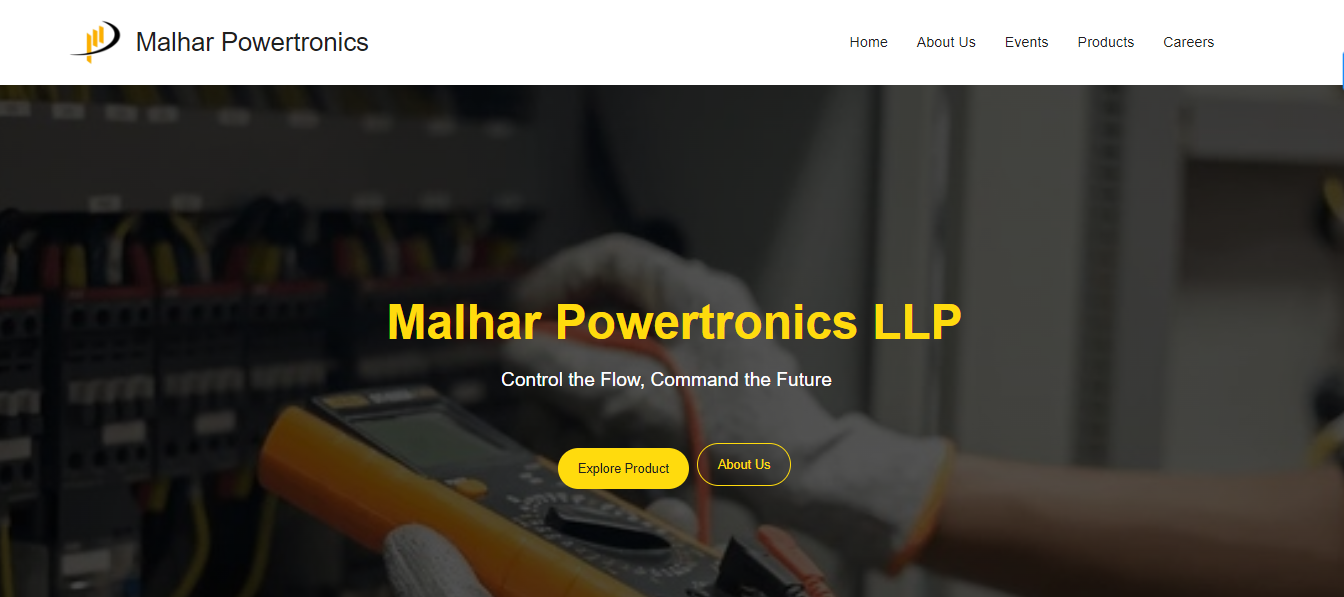 Malhar Powertronics
Home About Us Events Products Careers
Malhar Powertronics LLP
Control the Flow, Command the Future
Explore Product About Us